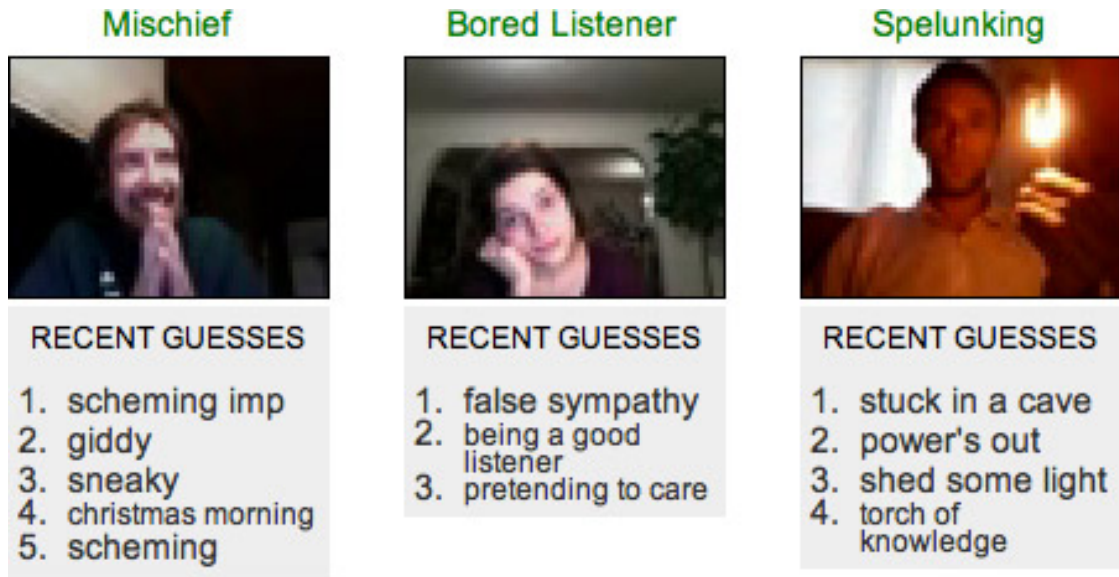 Mischief
Bored Listener
Spelunking
RECENT GUESSES
1. scheming imp
2. giddy
3. sneaky
4. christmas morning
5. scheming
RECENT GUESSES
1. false sympathy
2. being a good
listener
3. pretending to care
RECENT GUESSES
1. stuck in a cave
2. power's out
3. shed some light
4. torch of
knowledge